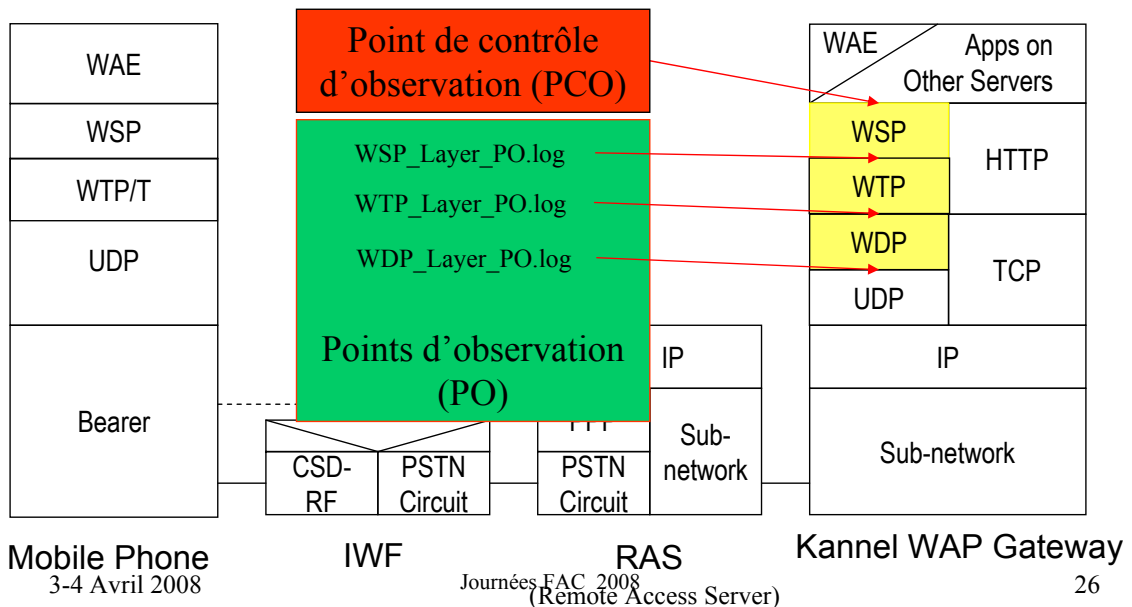 WAE
WSP
WTP/T
UDP
Bearer
Point de contrôle
d'observation (PCO)
WSP_Layer_PO.log
WTP_Layer_PO.log
WDP_Layer_PO.log
Points d'observation
(PO)
CSD-
RF
PSTN
Circuit
PSTN
Circuit
IP
Sub-
network
WAE
Apps on
Other Servers
WSP
HTTP
WTP
WDP
TCP
UDP
IP
Sub-network
Mobile Phone
IWF
RAS
(Remote Access Server)
Kannel WAP Gateway
3-4 Avril 2008
Journées FAC 2008
26